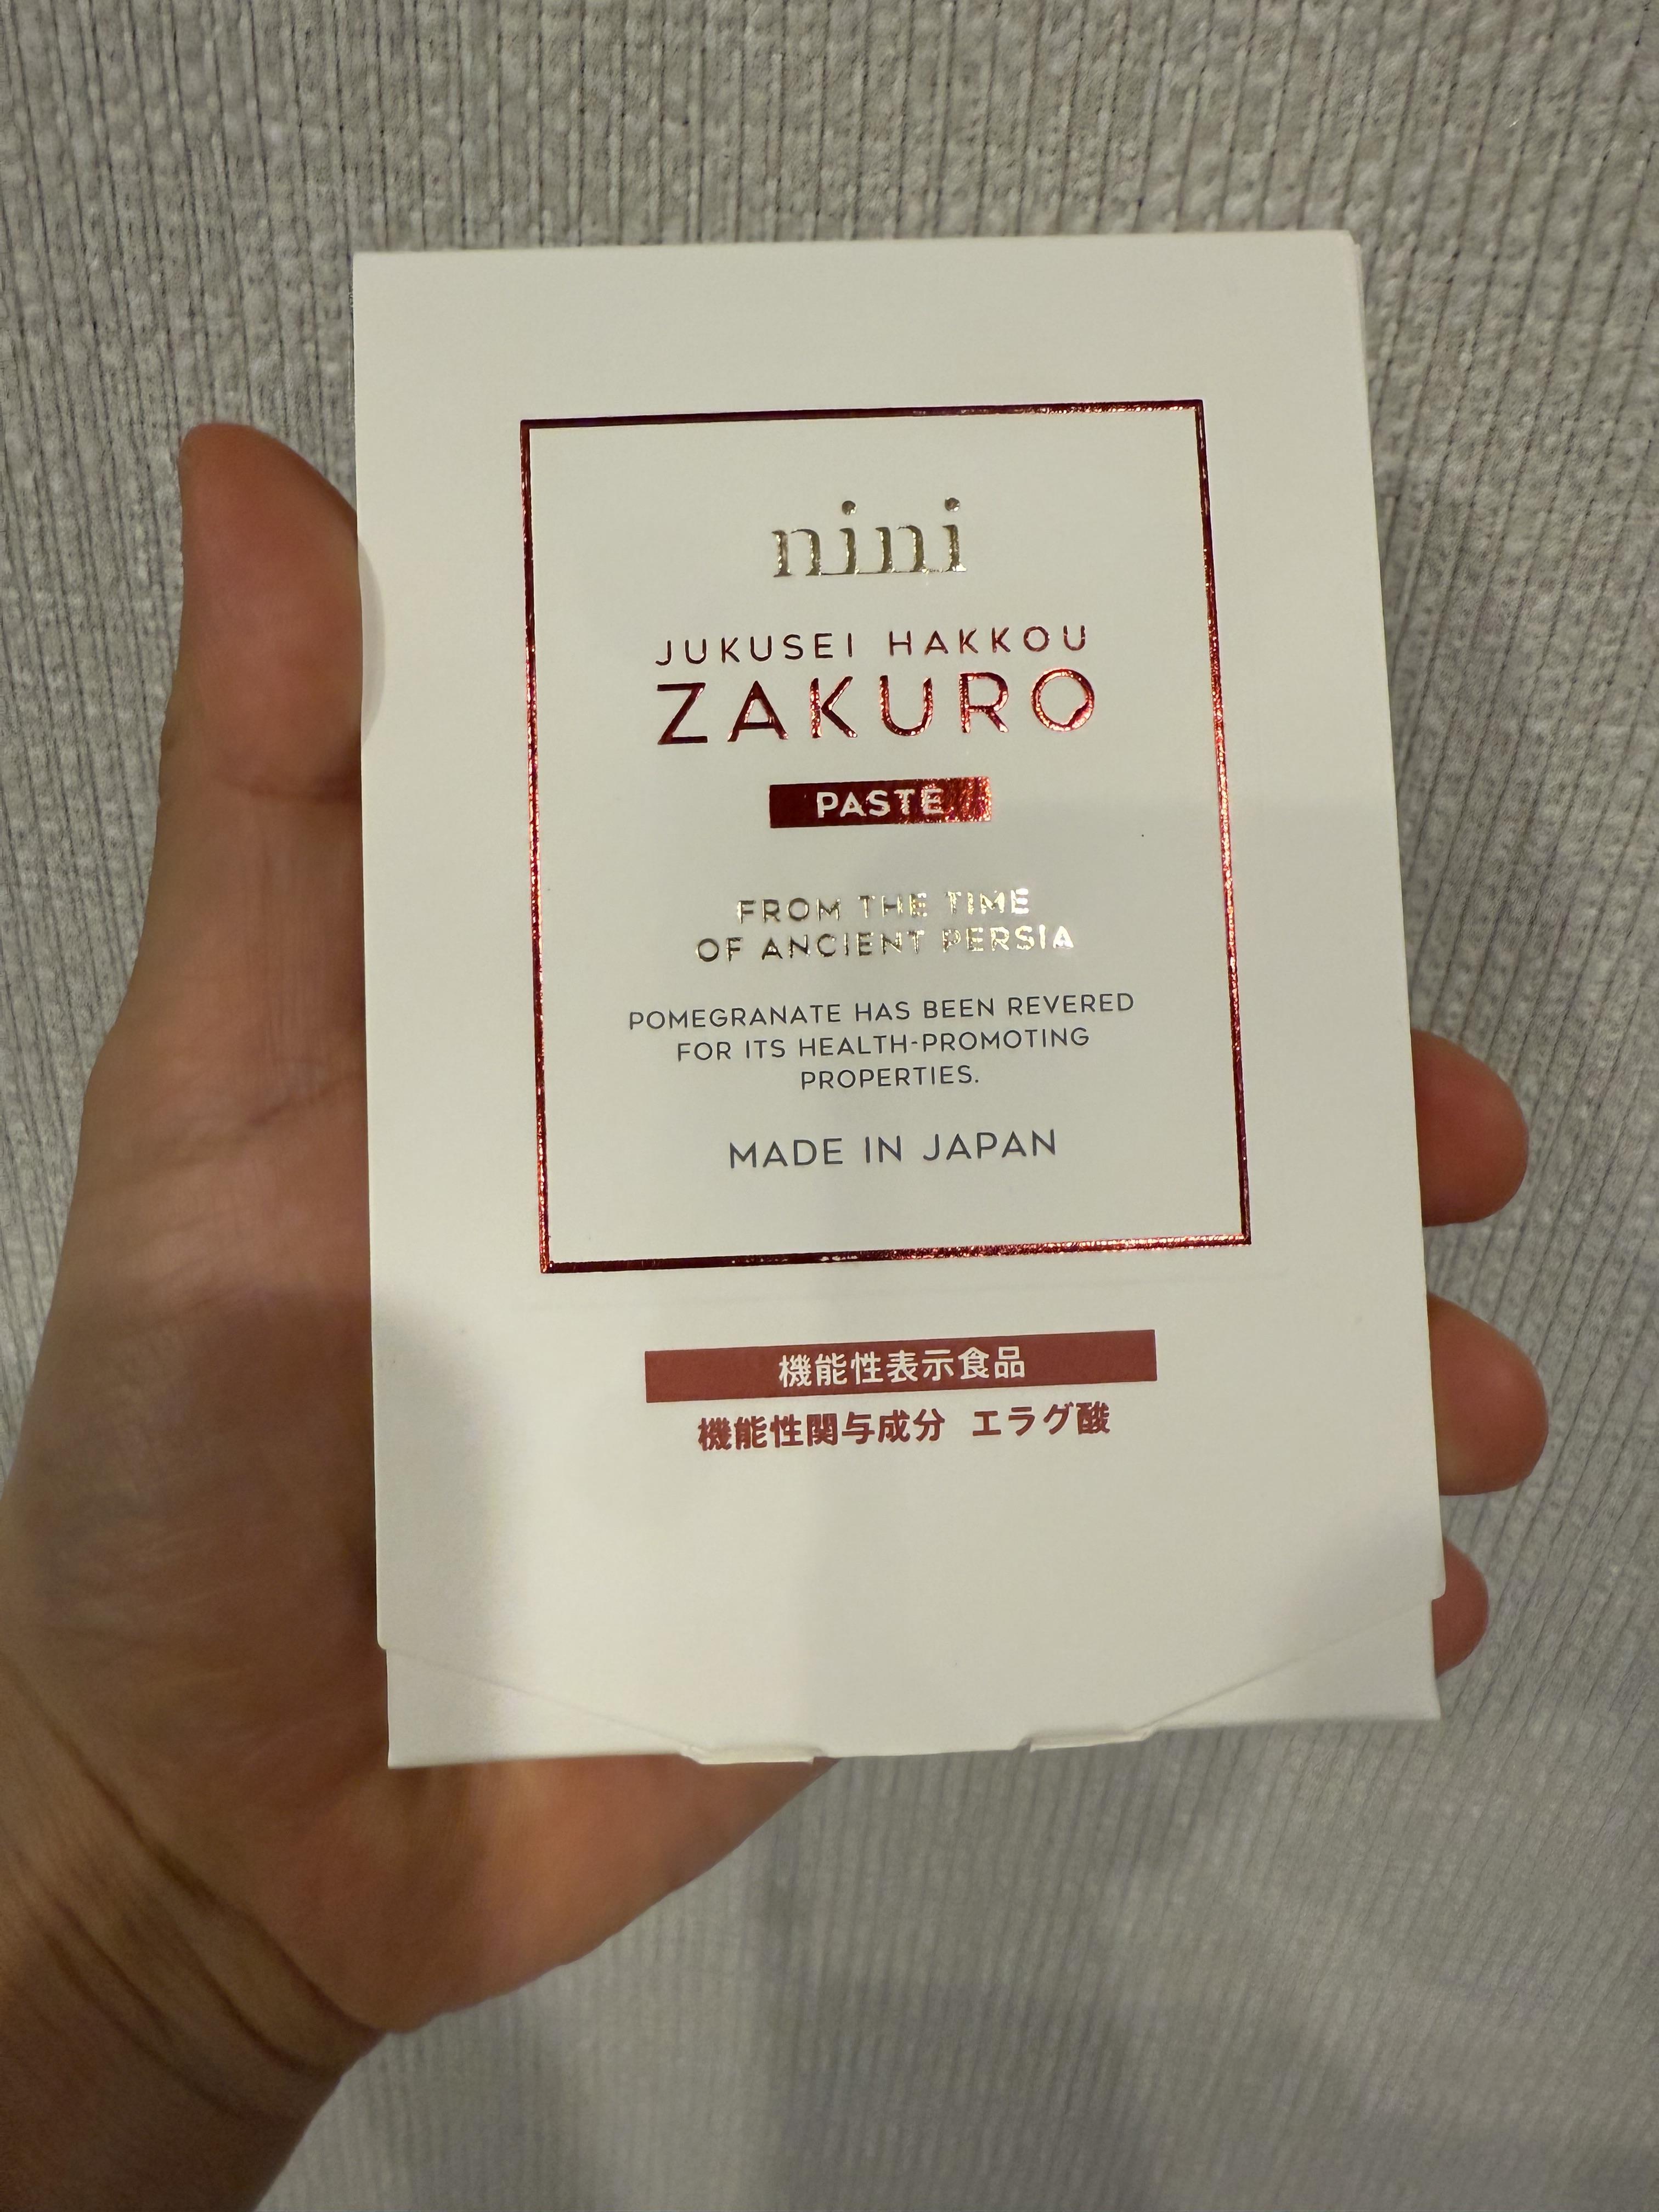 nini
JUKUSEI HAKKOU
ZAKURO
PASTE
FROM THE TIME
OF ANCIENT PERSIA
POMEGRANATE HAS BEEN REVERED
FOR ITS HEALTH-PROMOTING
PROPERTIES.
MADE IN JAPAN
機能性表示食品
機能性関与成分 エラグ酸